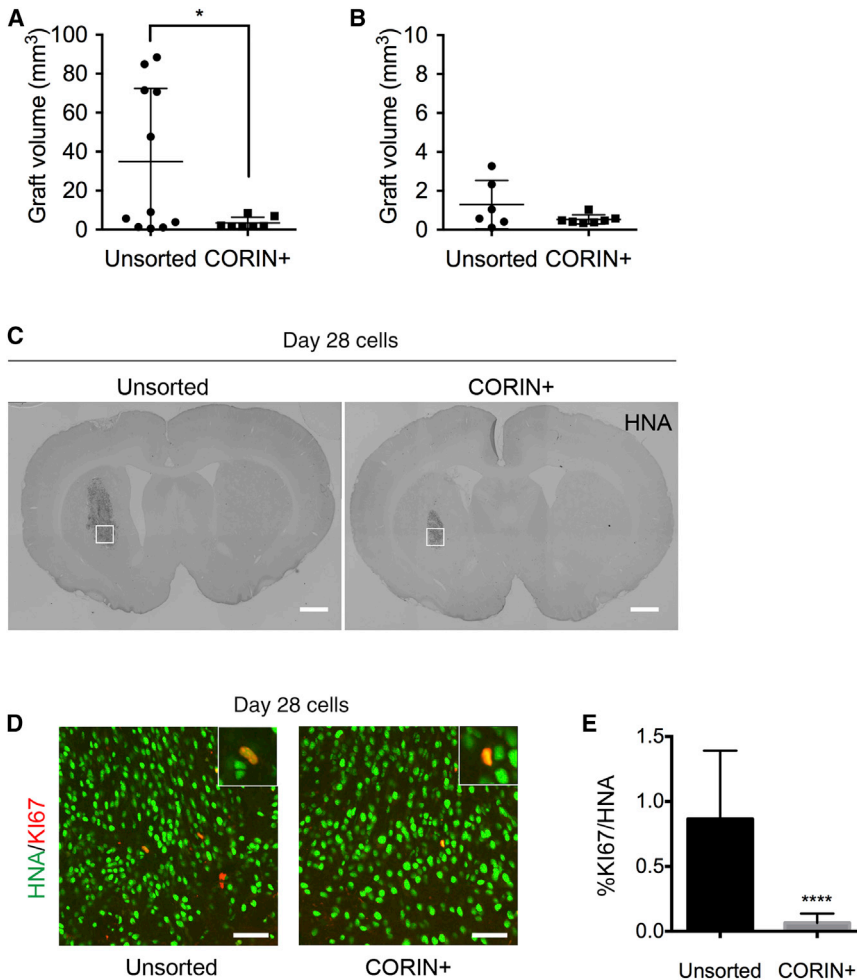 A
*
Graft volume (mm³)
100
80
60
40
20
0
Unsorted CORIN+
B
Graft volume (mm³)
10
8
6
4
2
0
Unsorted CORIN+
C
Day 28 cells
Unsorted
CORIN+
HNA
D
Day 28 cells
HNA/KI67
Unsorted
CORIN+
E
%KI67/HNA
1.5
1.0
0.5
0.0
****
Unsorted CORIN+